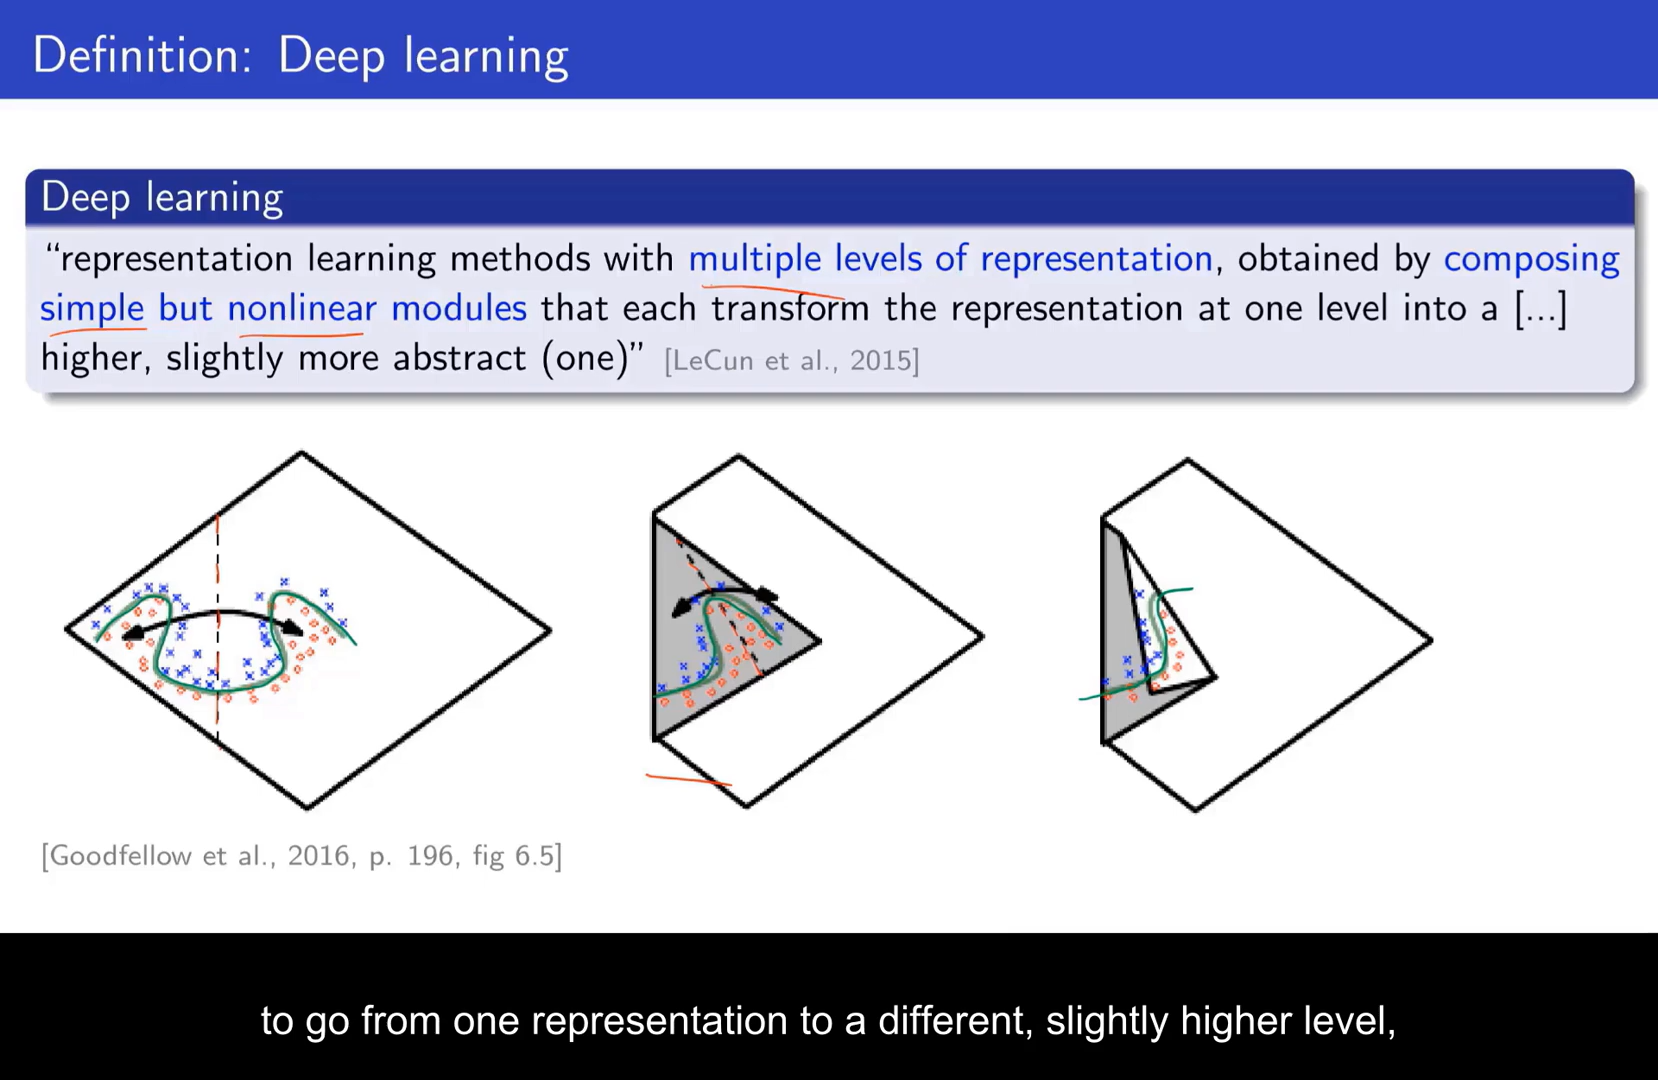 Definition: Deep learning
Deep learning
“representation learning methods with multiple levels of representation, obtained by composing
simple but nonlinear modules that each transform the representation at one level into a [...]
higher, slightly more abstract (one)” [LeCun et al., 2015]
[Goodfellow et al., 2016, p. 196, fig 6.5]
to go from one representation to a different, slightly higher level,